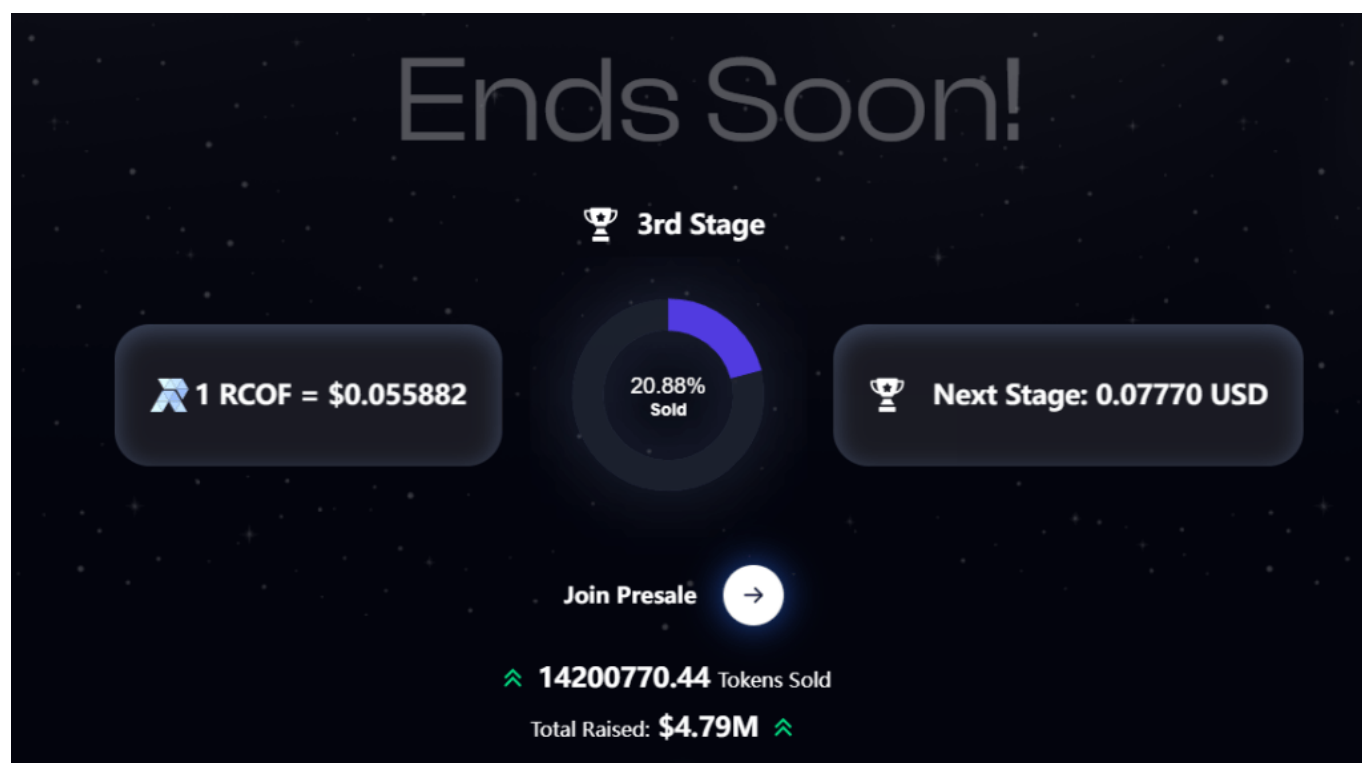 Ends Soon!
3rd Stage
1 RCOF = $0.055882
20.88%
Sold
Next Stage: 0.07770 USD
Join Presale
14200770.44 Tokens Sold
Total Raised: $4.79M